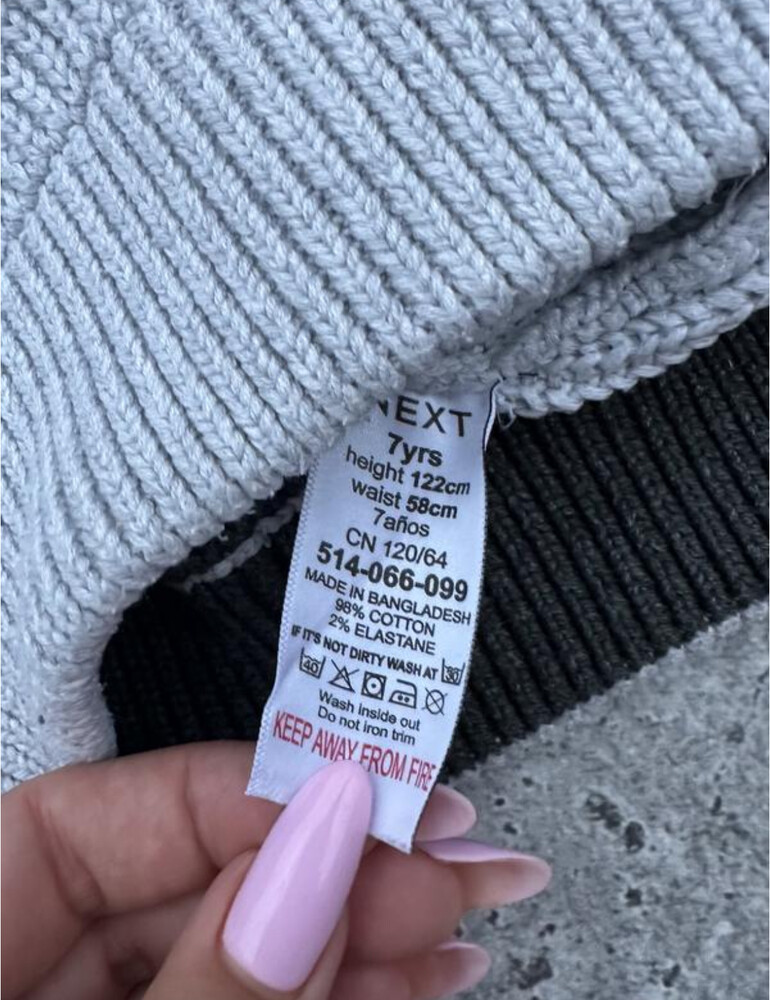 NEXT
7yrs
height 122cm
waist 58cm
7años
CN 120/64
514-066-099
MADE IN BANGLADESH
98% COTTON
2% ELASTANE
IF IT'S NOT DIRTY WASH AT 30
40
Wash inside out
Do not iron trim
KEEP AWAY FROM FIRE